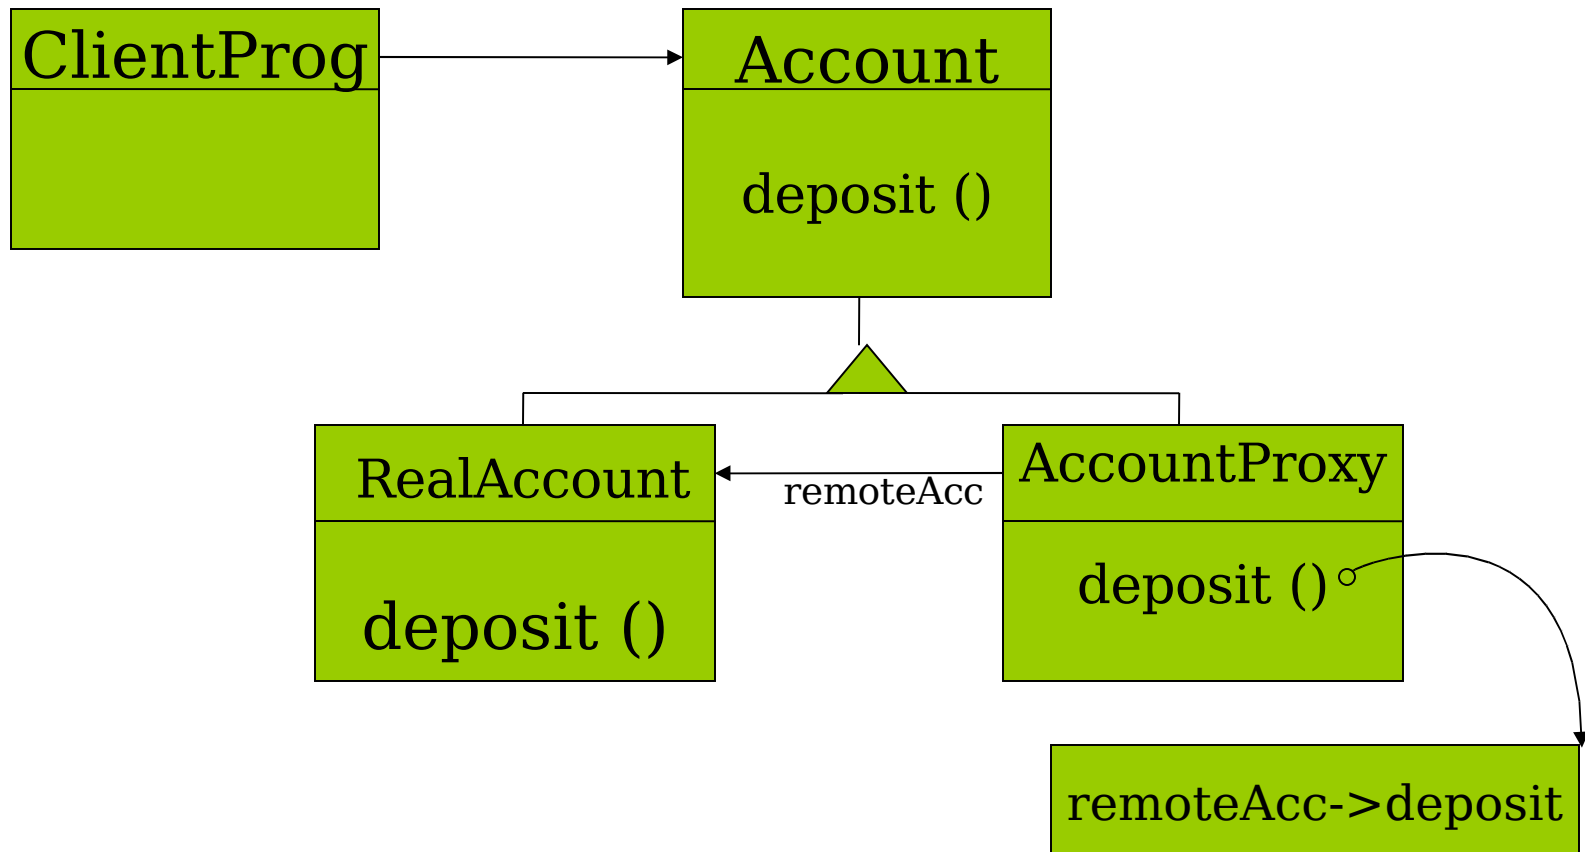 ClientProg
Account
deposit ()
RealAccount
remoteAcc
AccountProxy
deposit ()
deposit ()
remoteAcc->deposit